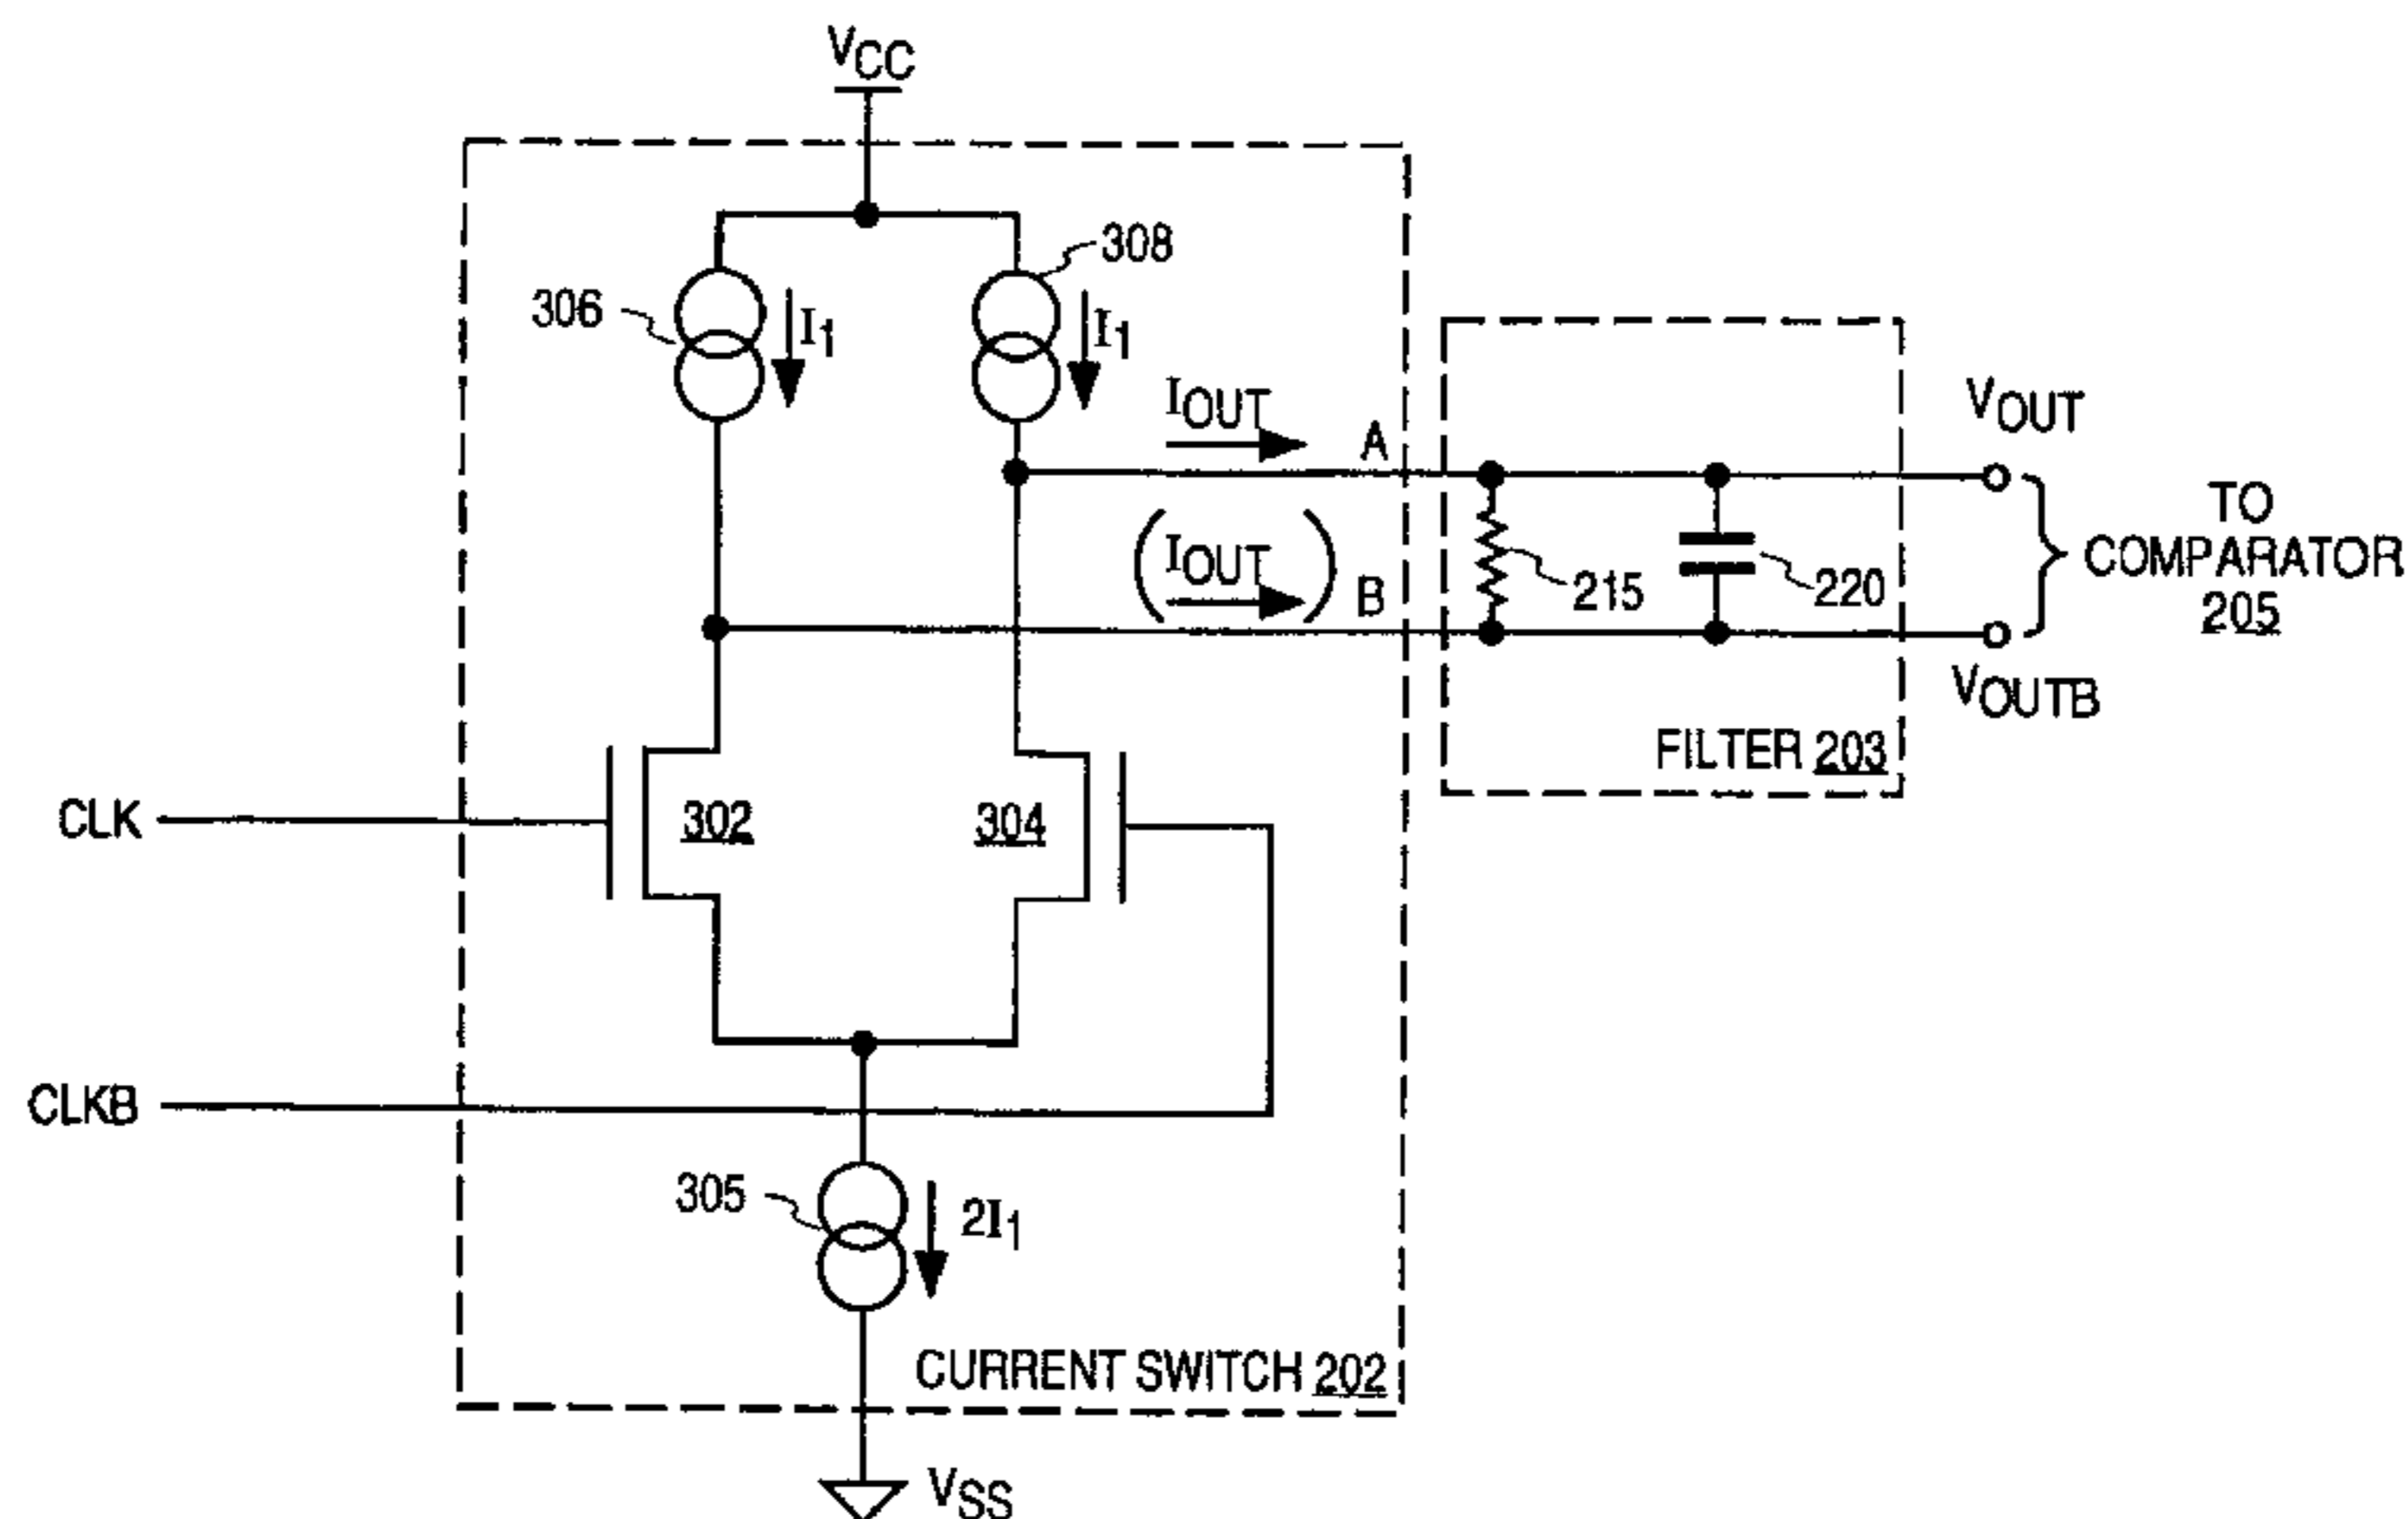 VCC
308
306
I1
I1
IOUT
A
VOUT
(IOUT)
B
215
220
TO
COMPARATOR
205
VOUTB
FILTER 203
CLK
302
304
CLKB
305
2I1
CURRENT SWITCH 202
VSS